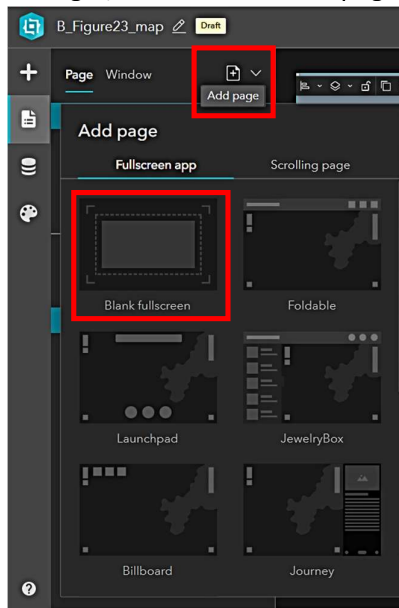 B_Figure23_map Draft
Page Window
Add page
Add page
Fullscreen app Scrolling page
Blank fullscreen Foldable
Launchpad JewelryBox
Billboard Journey